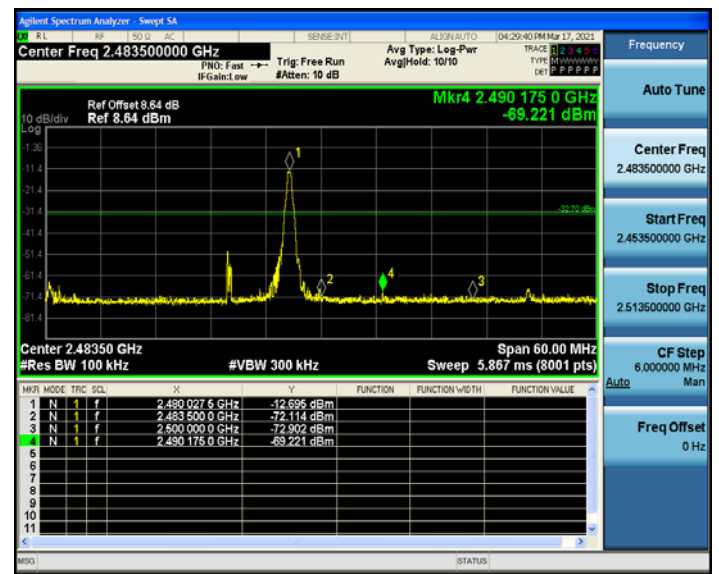 Agilent Spectrum Analyzer - Swept SA
RL RF 50 Ω AC SENSE:INT ALIGNAUTO 04:29:40 PM Mar 17, 2021
Center Freq 2.483500000 GHz
PNO: Fast
IFGain:Low
Trig: Free Run
#Atten: 10 dB
Avg Type: Log-Pwr
Avg|Hold: 10/10
TRACE 1 2 3 4 5 6
TYPE MWWWWW
DET P P P P P P
Frequency
Auto Tune
Center Freq
2.483500000 GHz
Start Freq
2.453500000 GHz
Stop Freq
2.513500000 GHz
CF Step
6.000000 MHz
Auto Man
Freq Offset
0 Hz
Ref Offset 8.64 dB
10 dB/div Ref 8.64 dBm
Log
Mkr4 2.490 175 0 GHz
-69.221 dBm
-1.36
-11.4
-21.4
-31.4
-41.4
-51.4
-61.4
-71.4
-81.4
-32.70 dBm
1
2
3
4
Center 2.48350 GHz Span 60.00 MHz
#Res BW 100 kHz #VBW 300 kHz Sweep 5.867 ms (8001 pts)
MKR MODE TRC SCL X Y FUNCTION FUNCTION WIDTH FUNCTION VALUE
1 N 1 f 2.480 027 5 GHz -12.695 dBm
2 N 1 f 2.483 500 0 GHz -72.114 dBm
3 N 1 f 2.500 000 0 GHz -72.902 dBm
4 N 1 f 2.490 175 0 GHz -69.221 dBm
5
6
7
8
9
10
11
MSG STATUS